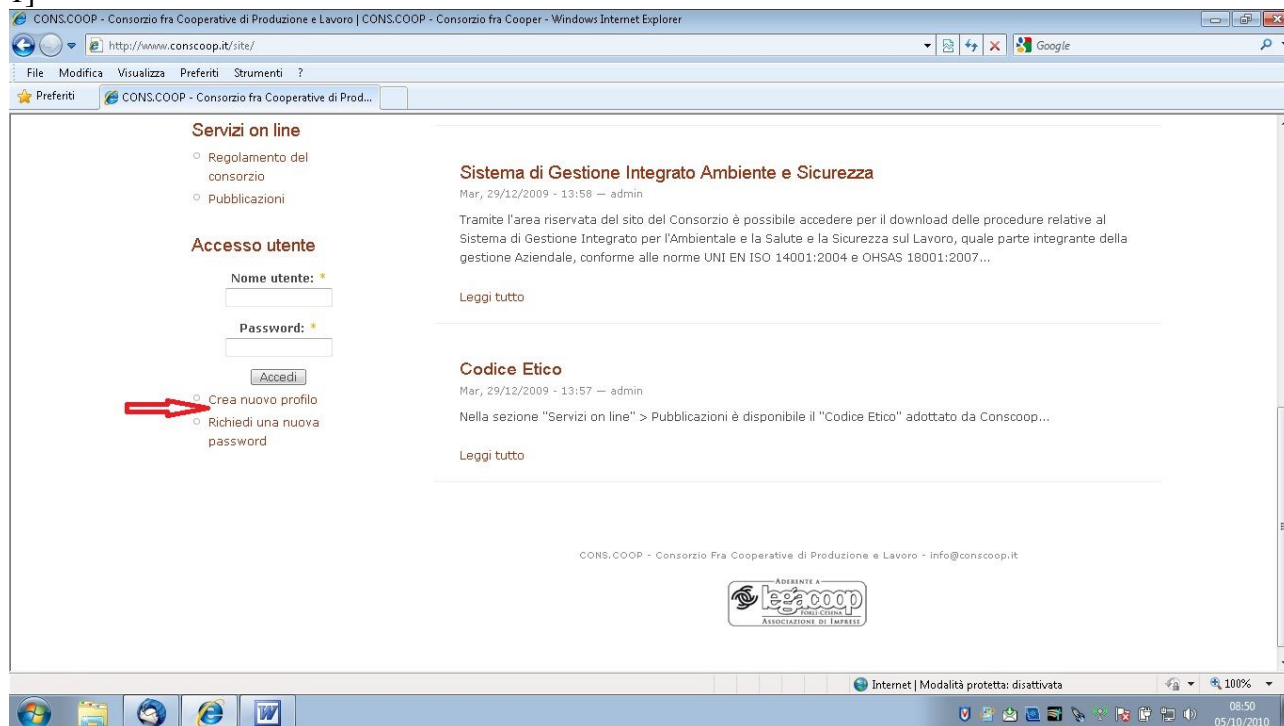 1]
CONS.COOP - Consorzio fra Cooperative di Produzione e Lavoro | CONS.COOP - Consorzio fra Cooper - Windows Internet Explorer
http://www.conscoop.it/site/
Google
File Modifica Visualizza Preferiti Strumenti ?
Preferiti
CONS.COOP - Consorzio fra Cooperative di Prod...
Servizi on line
Regolamento del
consorzio
Pubblicazioni
Accesso utente
Nome utente: *
Password: *
Accedi
Crea nuovo profilo
Richiedi una nuova
password
Sistema di Gestione Integrato Ambiente e Sicurezza
Mar, 29/12/2009 - 13:58 — admin
Tramite l'area riservata del sito del Consorzio è possibile accedere per il download delle procedure relative al
Sistema di Gestione Integrato per l'Ambientale e la Salute e la Sicurezza sul Lavoro, quale parte integrante della
gestione Aziendale, conforme alle norme UNI EN ISO 14001:2004 e OHSAS 18001:2007...
Leggi tutto
Codice Etico
Mar, 29/12/2009 - 13:57 — admin
Nella sezione "Servizi on line" > Pubblicazioni è disponibile il "Codice Etico" adottato da Conscoop...
Leggi tutto
CONS.COOP - Consorzio Fra Cooperative di Produzione e Lavoro - info@conscoop.it
ADERENTE A
legacoop
FORLÌ-CESENA
ASSOCIAZIONE DI IMPRESE
Internet | Modalità protetta: disattivata
100%
08:50
05/10/2010